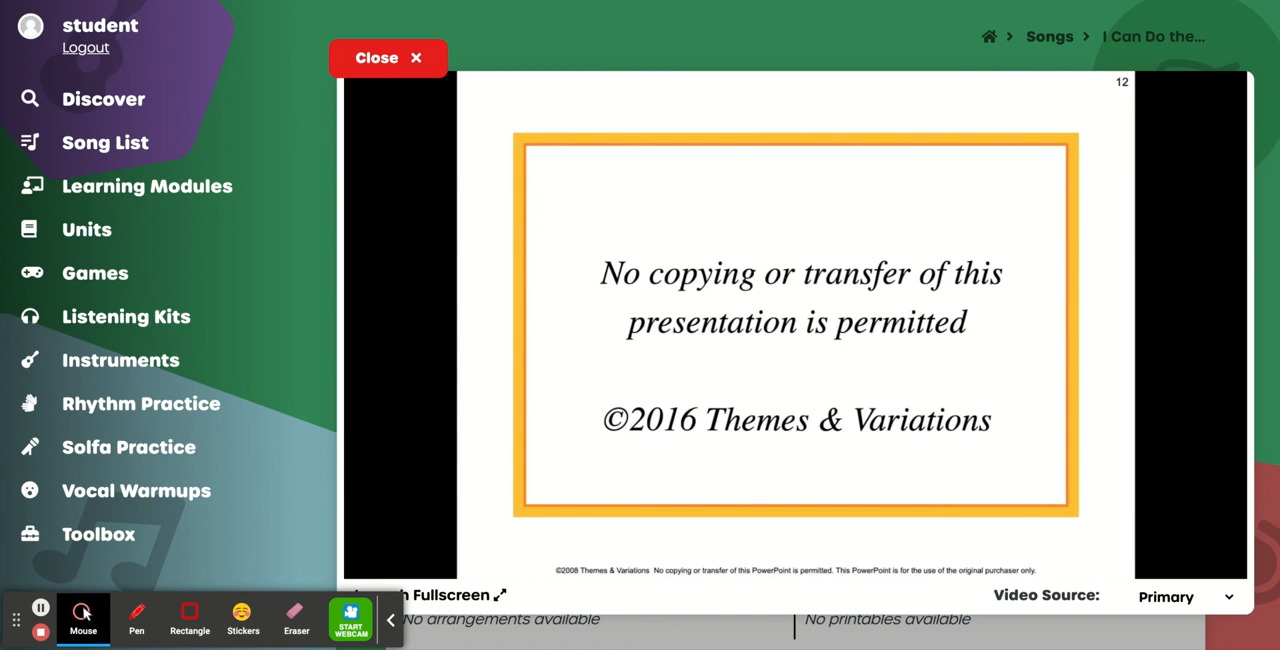 student
Logout
Discover
Song List
Learning Modules
Units
Games
Listening Kits
Instruments
Rhythm Practice
Solfa Practice
Vocal Warmups
Toolbox
Songs > I Can Do the...
Close ×
12
No copying or transfer of this
presentation is permitted
©2016 Themes & Variations
©2008 Themes & Variations No copying or transfer of this PowerPoint is permitted. This PowerPoint is for the use of the original purchaser only.
Fullscreen
Video Source: Primary
No arrangements available
No printables available
Mouse
Pen
Rectangle
Stickers
Eraser
START
WEBCAM